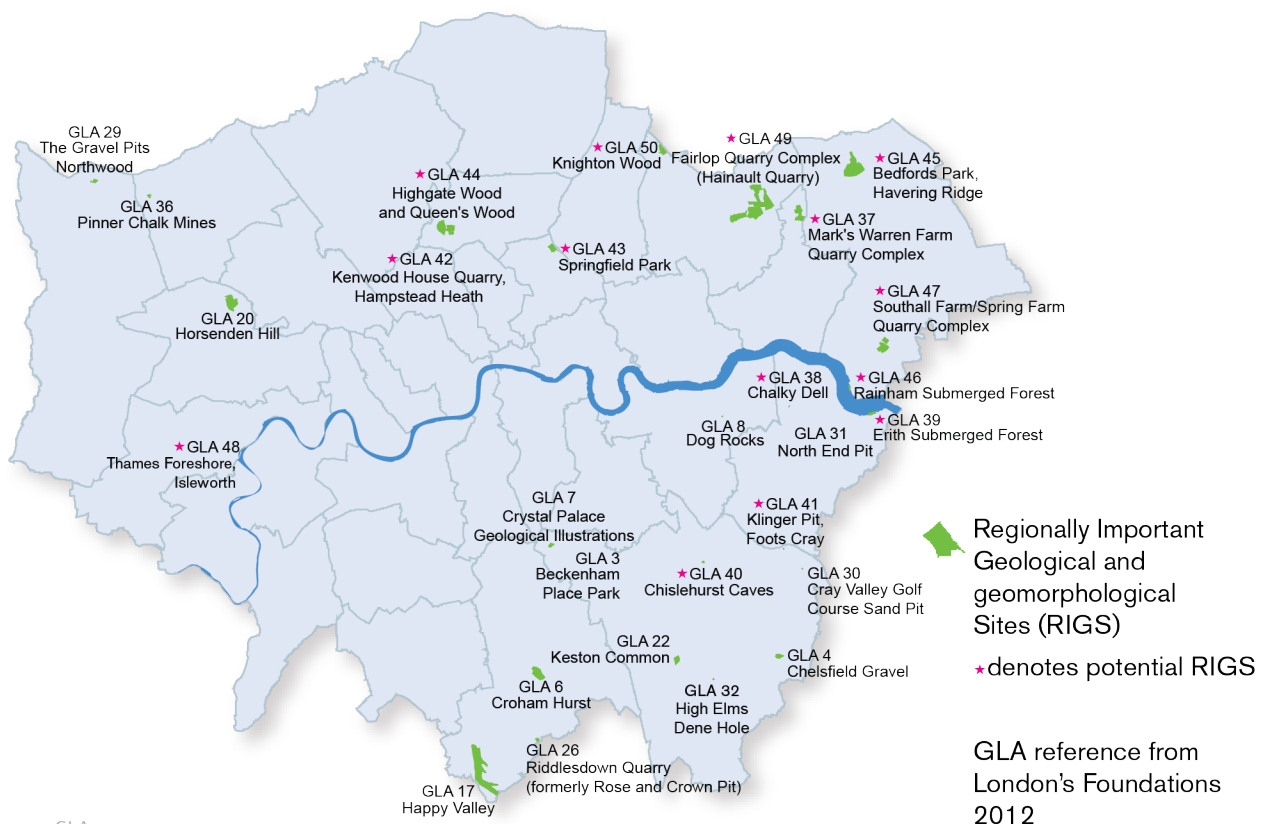 GLA 29
The Gravel Pits
Northwood
GLA 36
Pinner Chalk Mines
GLA 44
Highgate Wood
and Queen's Wood
GLA 50
Knighton Wood
GLA 49
Fairlop Quarry Complex
(Hainault Quarry)
GLA 45
Bedfords Park,
Havering Ridge
GLA 37
Mark's Warren Farm
Quarry Complex
GLA 42
Kenwood House Quarry,
Hampstead Heath
GLA 43
Springfield Park
GLA 47
Southall Farm/Spring Farm
Quarry Complex
GLA 20
Horsenden Hill
GLA 38
Chalky Dell
GLA 46
Rainham Submerged Forest
GLA 39
Erith Submerged Forest
GLA 8
Dog Rocks
GLA 31
North End Pit
GLA 48
Thames Foreshore,
Isleworth
GLA 7
Crystal Palace
Geological Illustrations
GLA 41
Klinger Pit,
Foots Cray
GLA 3
Beckenham
Place Park
GLA 40
Chislehurst Caves
GLA 30
Cray Valley Golf
Course Sand Pit
GLA 22
Keston Common
GLA 4
Chelsfield Gravel
GLA 6
Croham Hurst
GLA 32
High Elms
Dene Hole
GLA 26
Riddlesdown Quarry
(formerly Rose and Crown Pit)
GLA 17
Happy Valley
Regionally Important
Geological and
geomorphological
Sites (RIGS)
denotes potential RIGS
GLA reference from
London's Foundations
2012
GLA